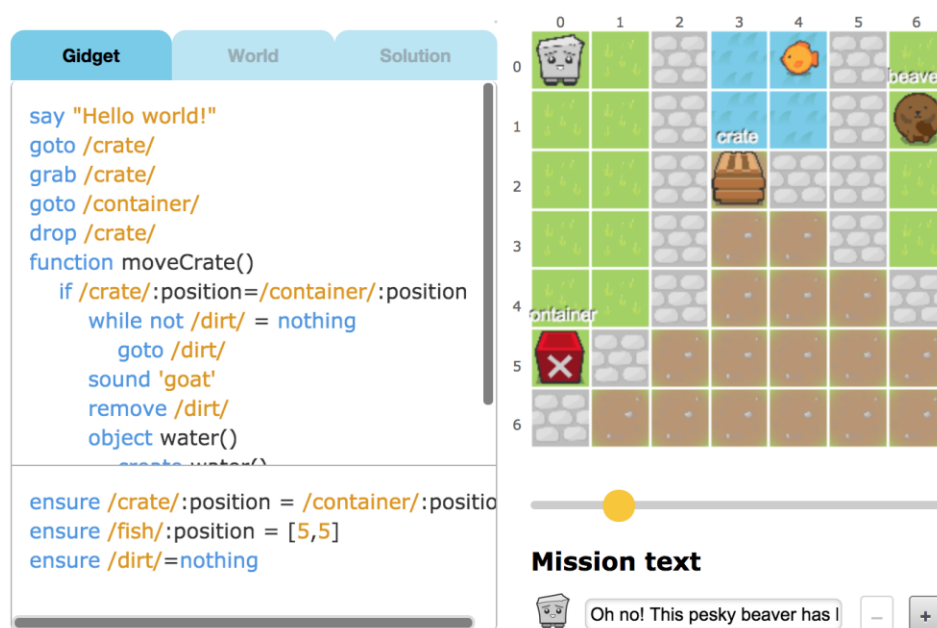 Gidget
World
Solution
say "Hello world!"
goto /crate/
grab /crate/
goto /container/
drop /crate/
function moveCrate()
if /crate/:position=/container/:position
while not /dirt/ = nothing
goto /dirt/
sound 'goat'
remove /dirt/
object water()
create water()
ensure /crate/:position = /container/:positio
ensure /fish/:position = [5,5]
ensure /dirt/=nothing
0 1 2 3 4 5 6
0
beave
1
crate
2
3
4
ontainer
5
6
Mission text
Oh no! This pesky beaver has l
– +